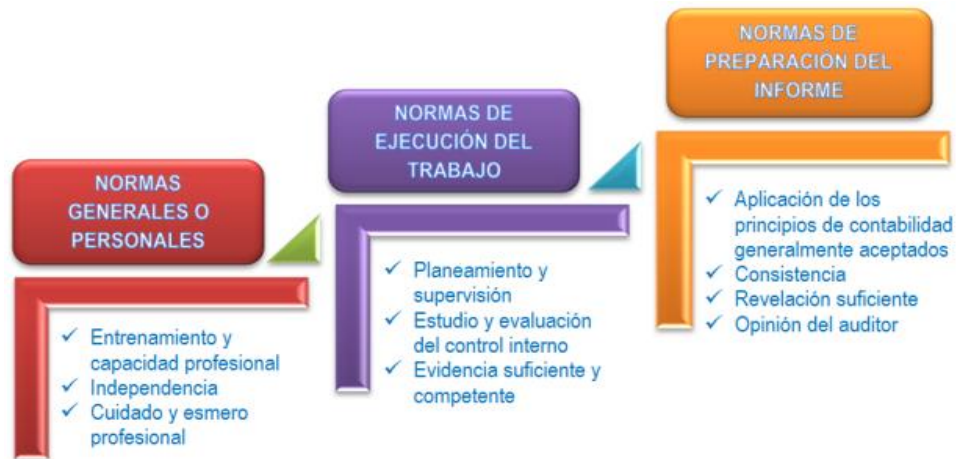 NORMAS
GENERALES O
PERSONALES
✓ Entrenamiento y
capacidad profesional
✓ Independencia
✓ Cuidado y esmero
profesional
NORMAS DE
EJECUCIÓN DEL
TRABAJO
✓ Planeamiento y
supervisión
✓ Estudio y evaluación
del control interno
✓ Evidencia suficiente y
competente
NORMAS DE
PREPARACIÓN DEL
INFORME
✓ Aplicación de los
principios de contabilidad
generalmente aceptados
✓ Consistencia
✓ Revelación suficiente
✓ Opinión del auditor